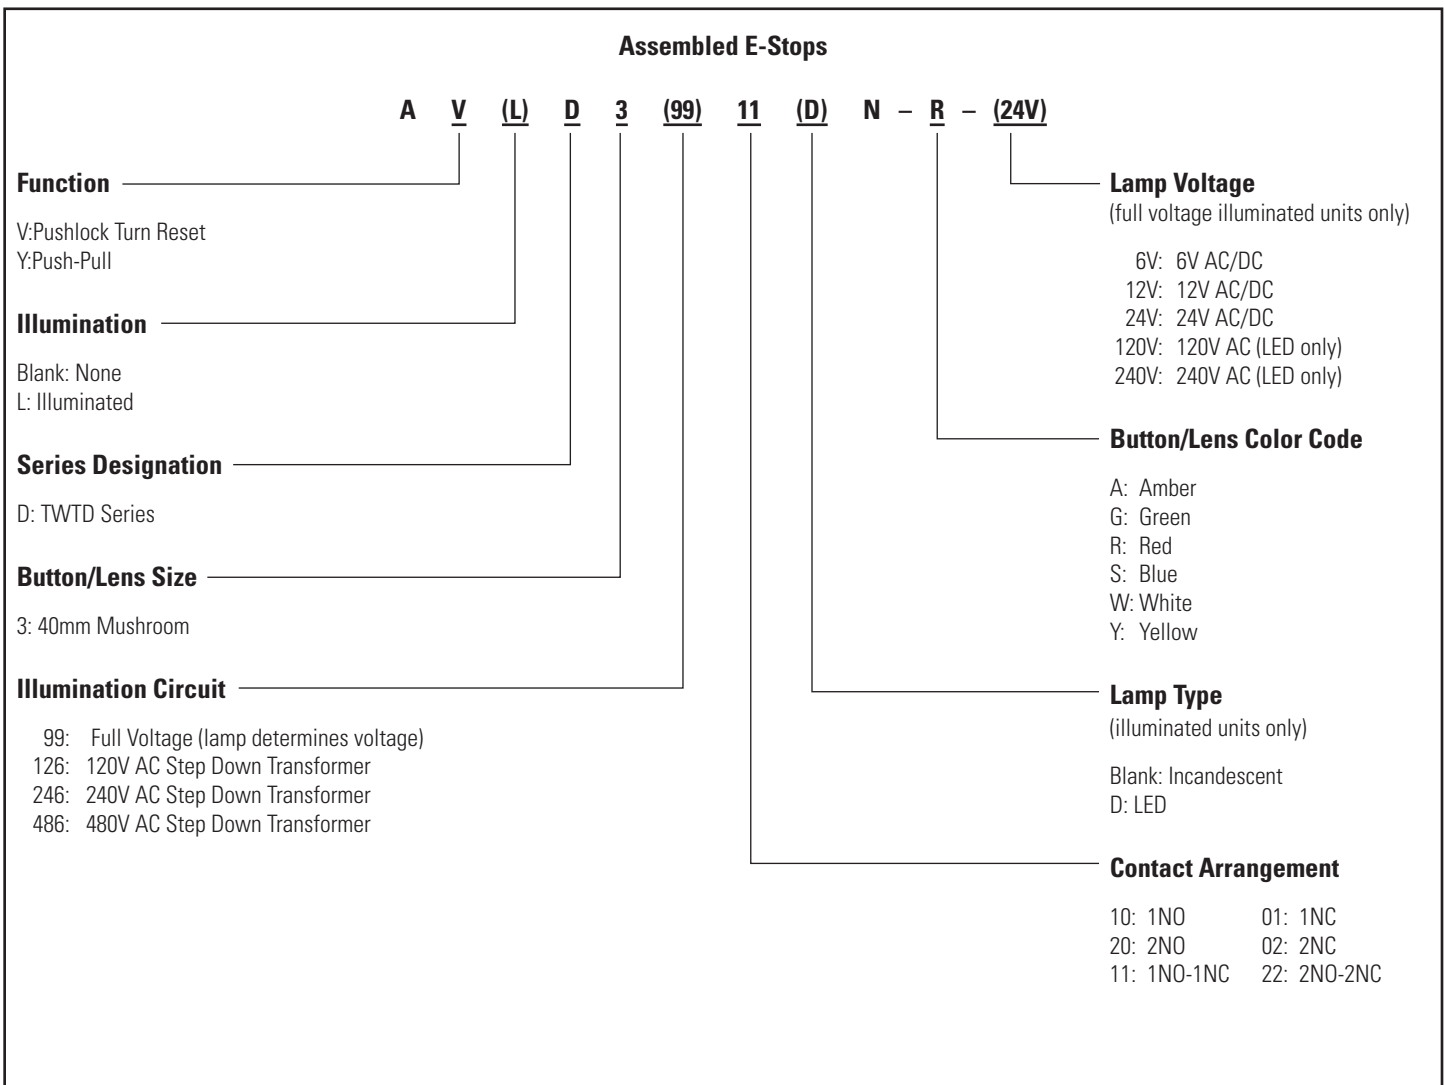 Assembled E-Stops
A V (L) D 3 (99) 11 (D) N – R – (24V)
Function
V:Pushlock Turn Reset
Y:Push-Pull
Illumination
Blank: None
L: Illuminated
Series Designation
D: TWTD Series
Button/Lens Size
3: 40mm Mushroom
Illumination Circuit
99: Full Voltage (lamp determines voltage)
126: 120V AC Step Down Transformer
246: 240V AC Step Down Transformer
486: 480V AC Step Down Transformer
Lamp Voltage
(full voltage illuminated units only)
6V: 6V AC/DC
12V: 12V AC/DC
24V: 24V AC/DC
120V: 120V AC (LED only)
240V: 240V AC (LED only)
Button/Lens Color Code
A: Amber
G: Green
R: Red
S: Blue
W: White
Y: Yellow
Lamp Type
(illuminated units only)
Blank: Incandescent
D: LED
Contact Arrangement
10: 1NO 01: 1NC
20: 2NO 02: 2NC
11: 1NO-1NC 22: 2NO-2NC